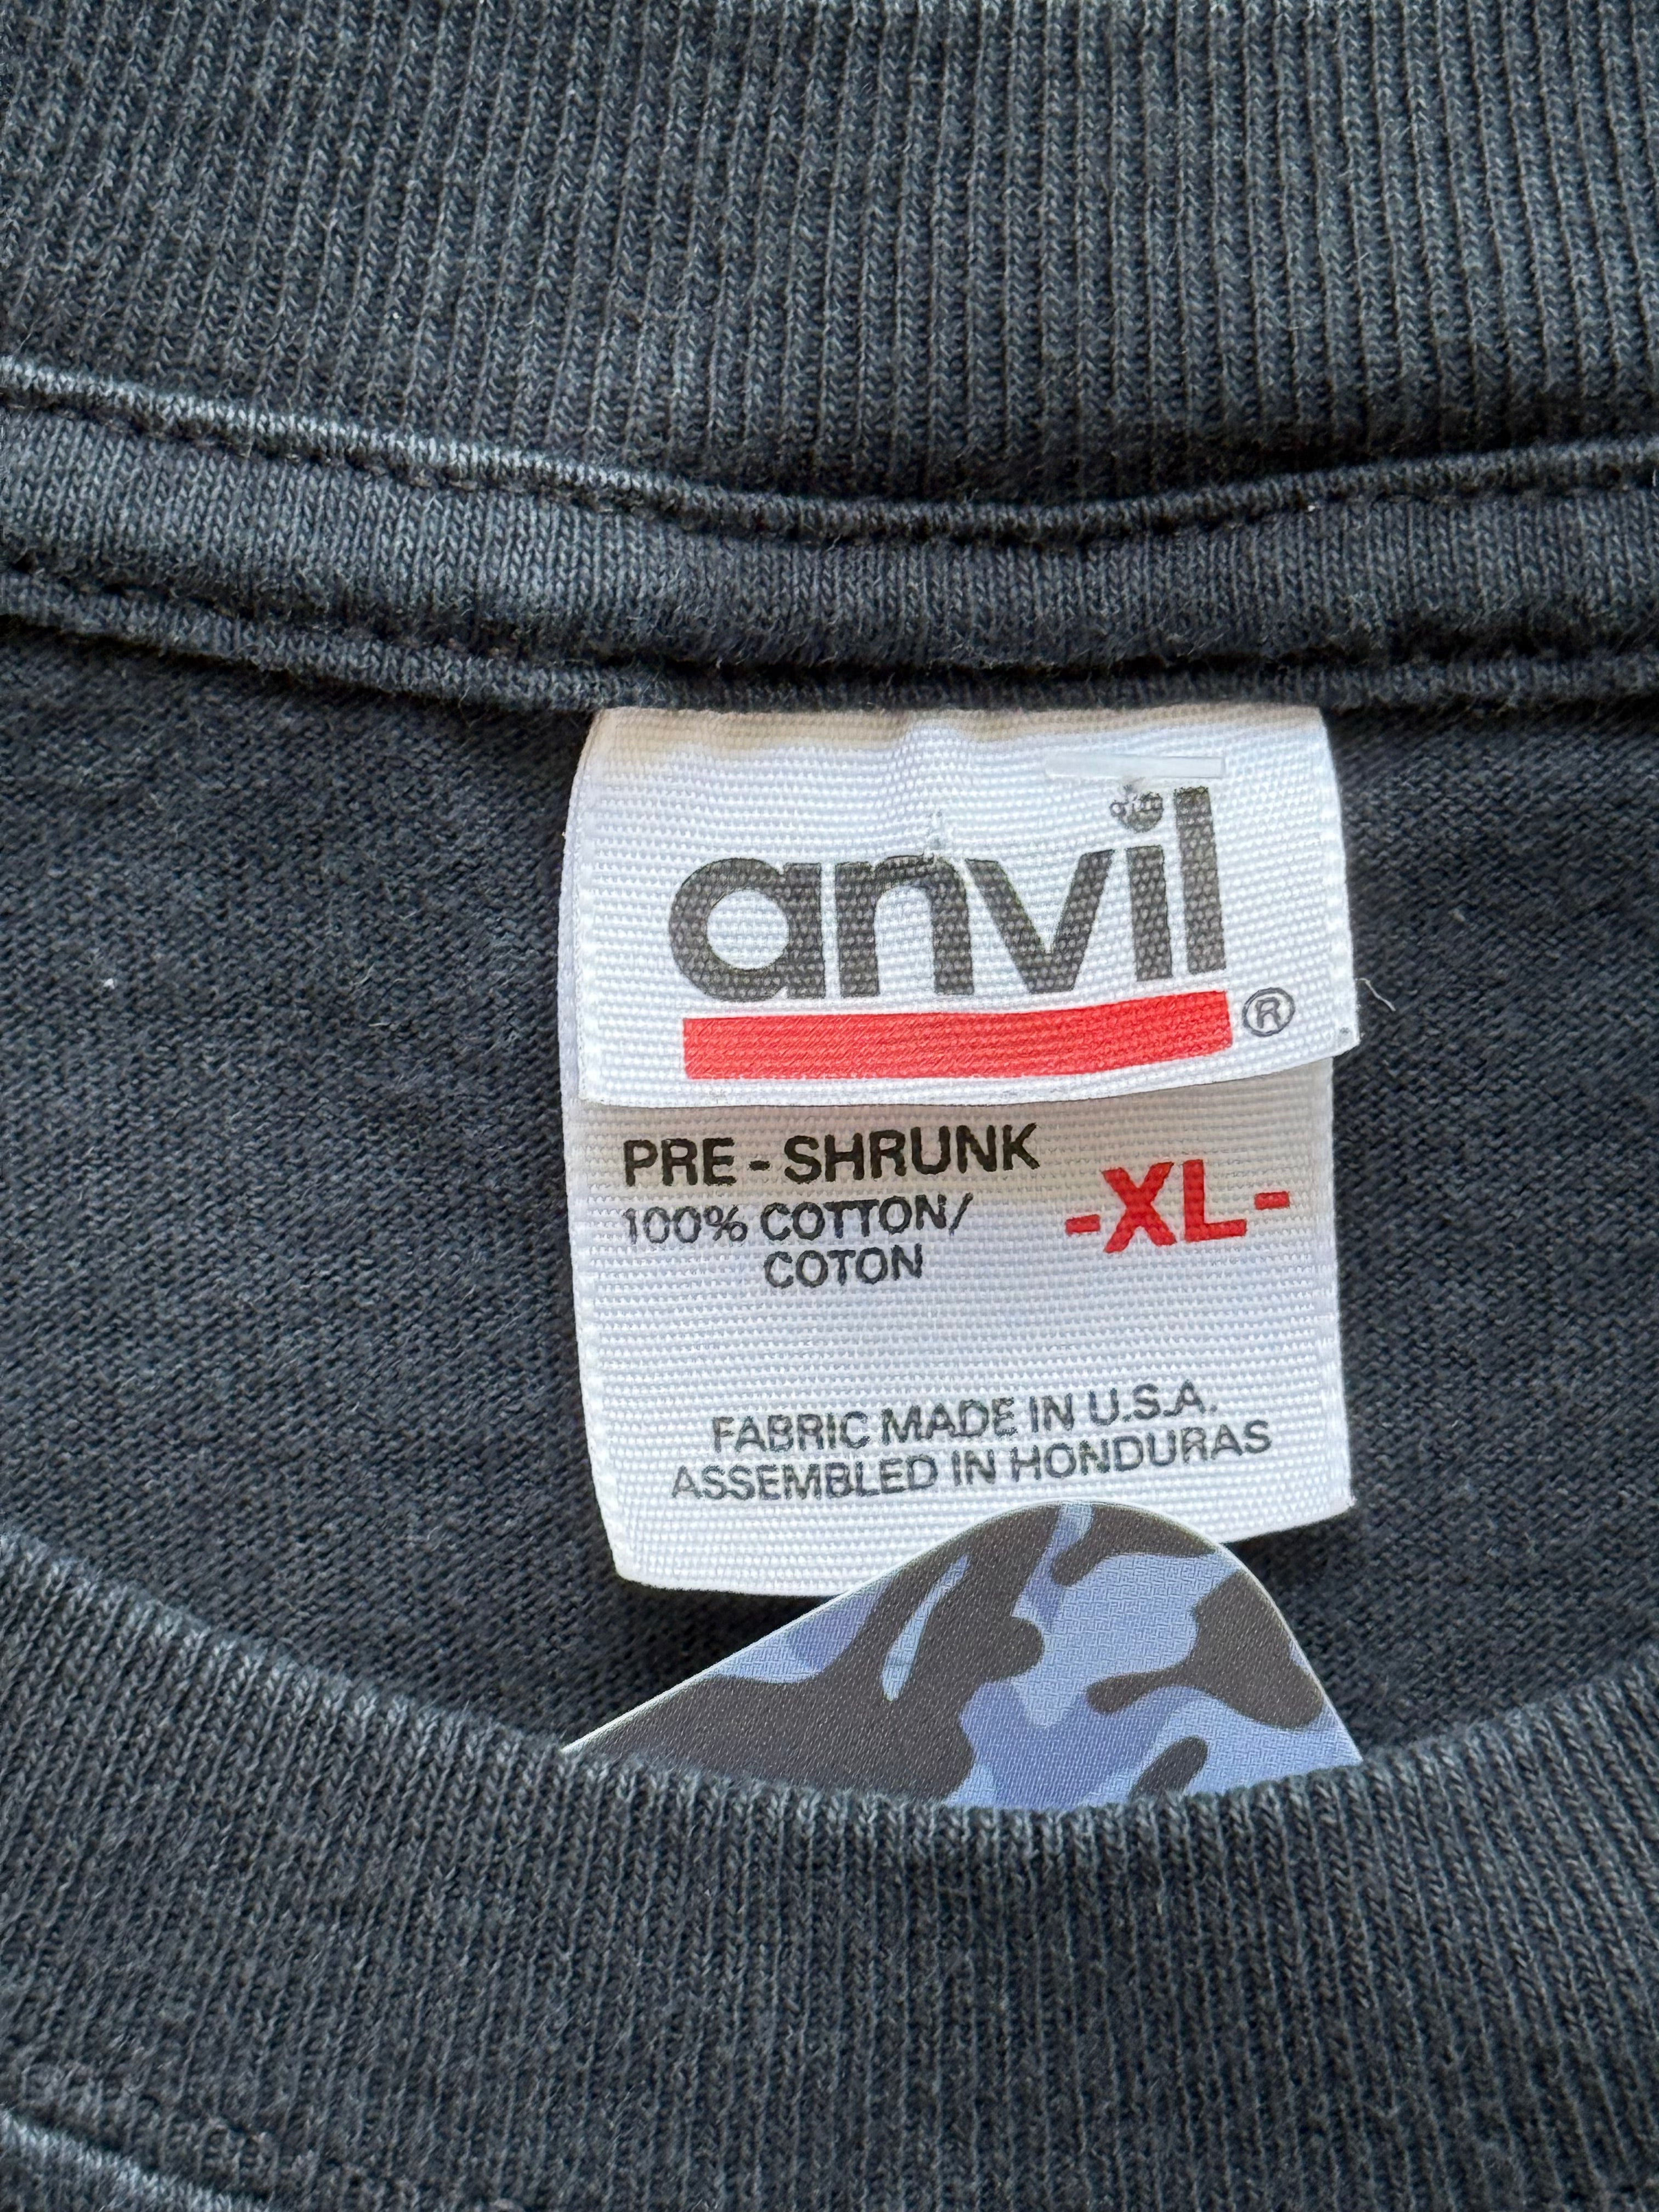 anvil
®
PRE - SHRUNK
100% COTTON/
COTON
-XL-
FABRIC MADE IN U.S.A.
ASSEMBLED IN HONDURAS